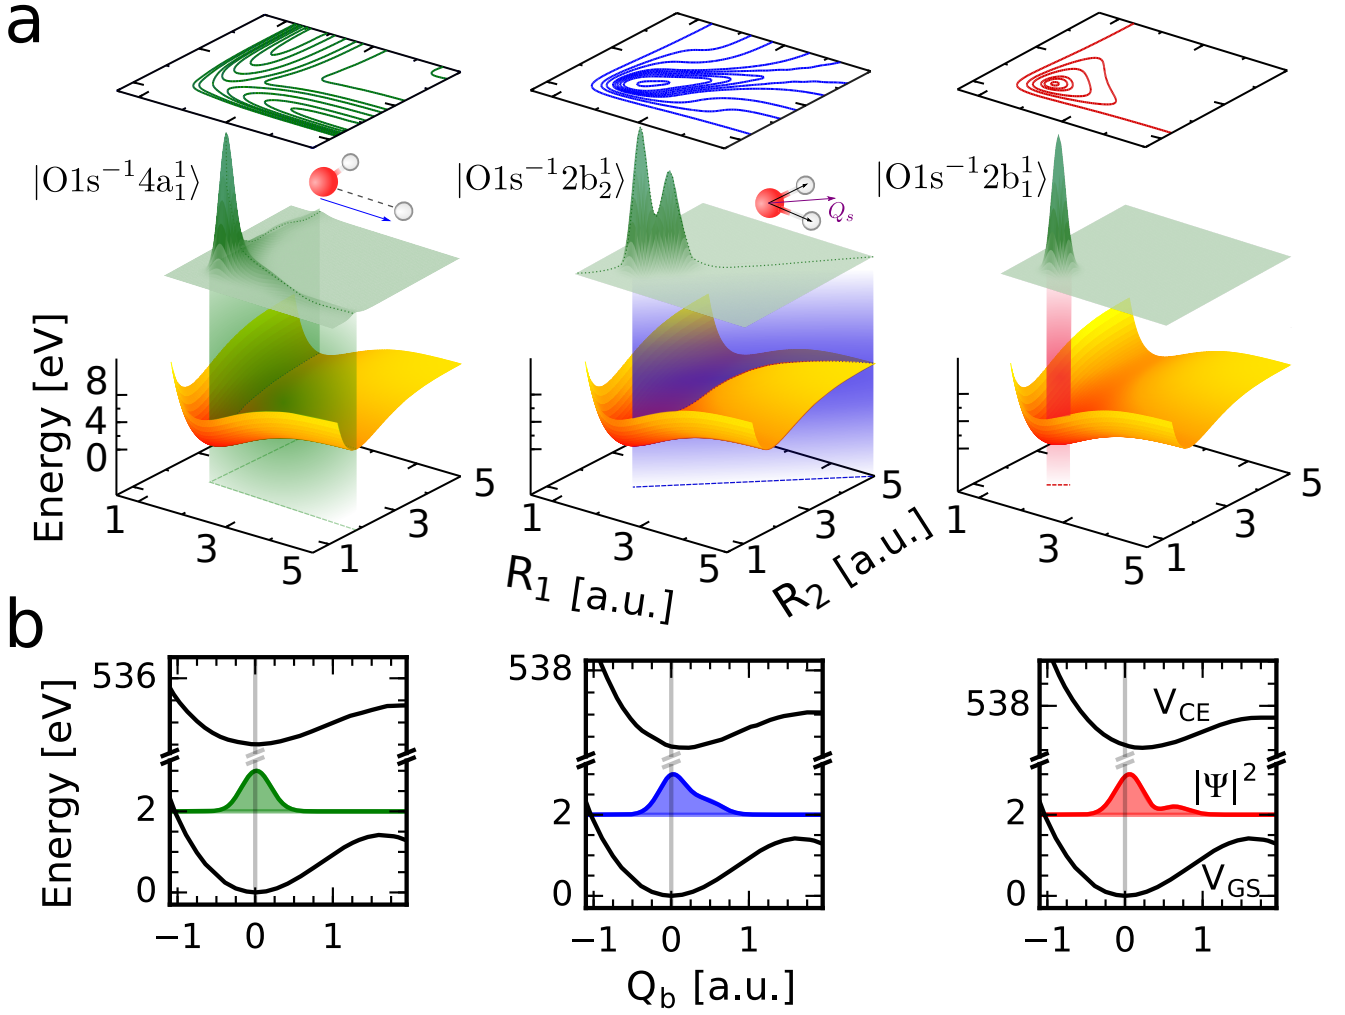 a
|O1s⁻¹4a₁¹⟩
|O1s⁻¹2b₂¹⟩
Qₛ
|O1s⁻¹2b₁¹⟩
Energy [eV]
8
4
0
1
3
5
1
3
5
1
3
5
1
3
5
1
3
5
1
3
5
R₁ [a.u.]
R₂ [a.u.]
b
Energy [eV]
536
2
0
−1
0
1
538
2
0
−1
0
1
538
2
0
−1
0
1
V_CE
|Ψ|²
V_GS
Q_b [a.u.]